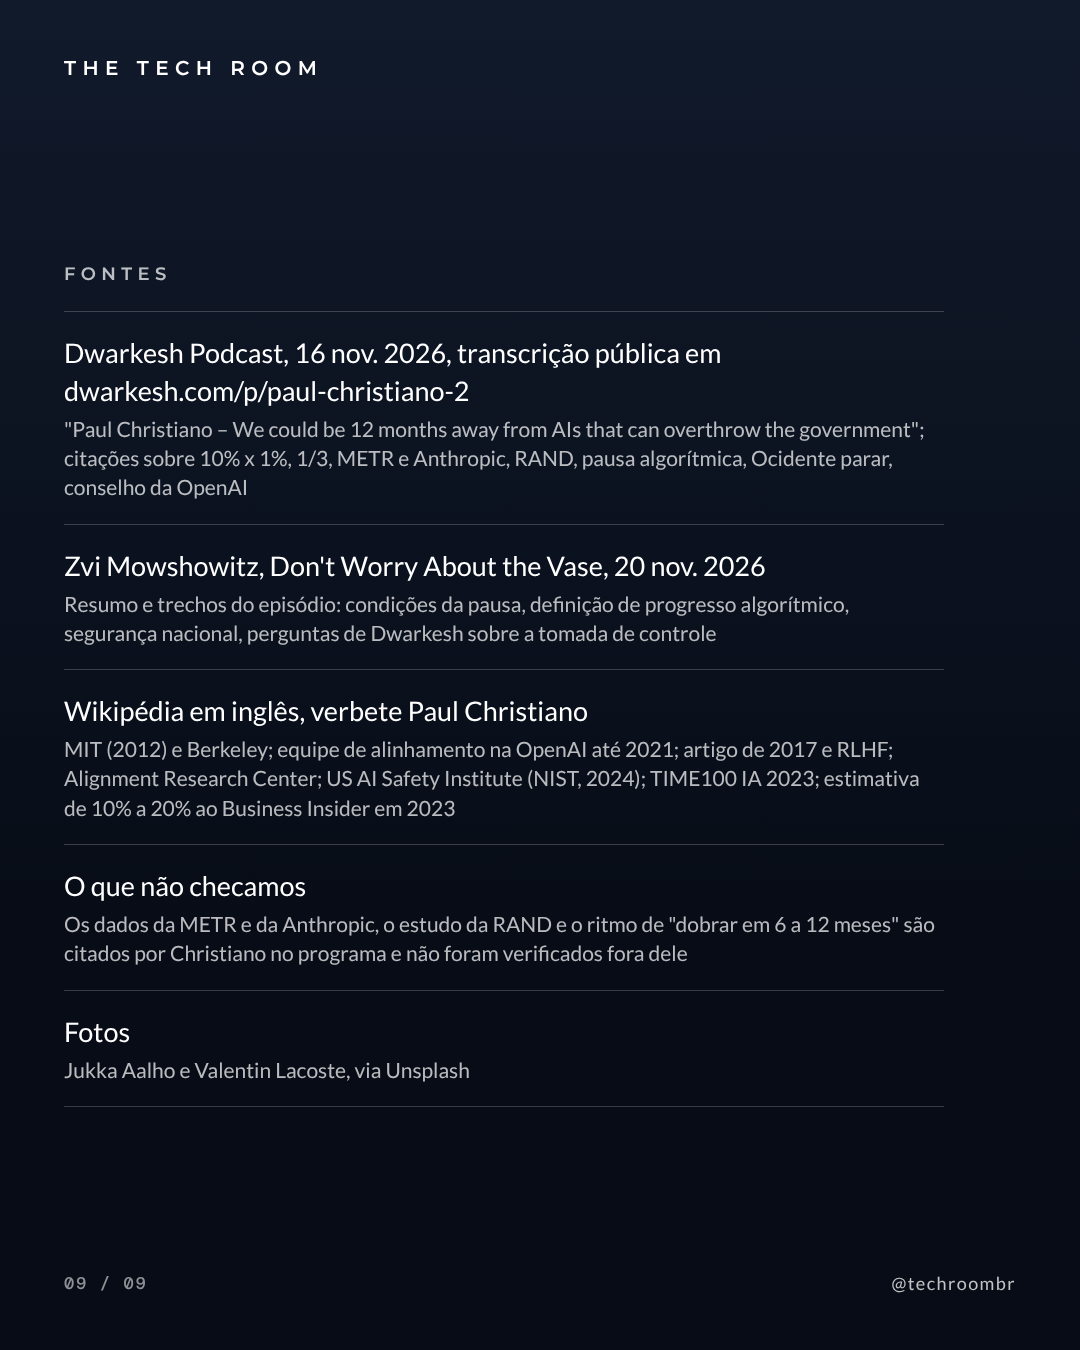 THE TECH ROOM
FONTES
Dwarkesh Podcast, 16 nov. 2026, transcrição pública em
dwarkesh.com/p/paul-christiano-2
"Paul Christiano – We could be 12 months away from AIs that can overthrow the government";
citações sobre 10% x 1%, 1/3, METR e Anthropic, RAND, pausa algorítmica, Ocidente parar,
conselho da OpenAI
Zvi Mowshowitz, Don't Worry About the Vase, 20 nov. 2026
Resumo e trechos do episódio: condições da pausa, definição de progresso algorítmico,
segurança nacional, perguntas de Dwarkesh sobre a tomada de controle
Wikipédia em inglês, verbete Paul Christiano
MIT (2012) e Berkeley; equipe de alinhamento na OpenAI até 2021; artigo de 2017 e RLHF;
Alignment Research Center; US AI Safety Institute (NIST, 2024); TIME100 IA 2023; estimativa
de 10% a 20% ao Business Insider em 2023
O que não checamos
Os dados da METR e da Anthropic, o estudo da RAND e o ritmo de "dobrar em 6 a 12 meses" são
citados por Christiano no programa e não foram verificados fora dele
Fotos
Jukka Aalho e Valentin Lacoste, via Unsplash
09 / 09
@techroombr